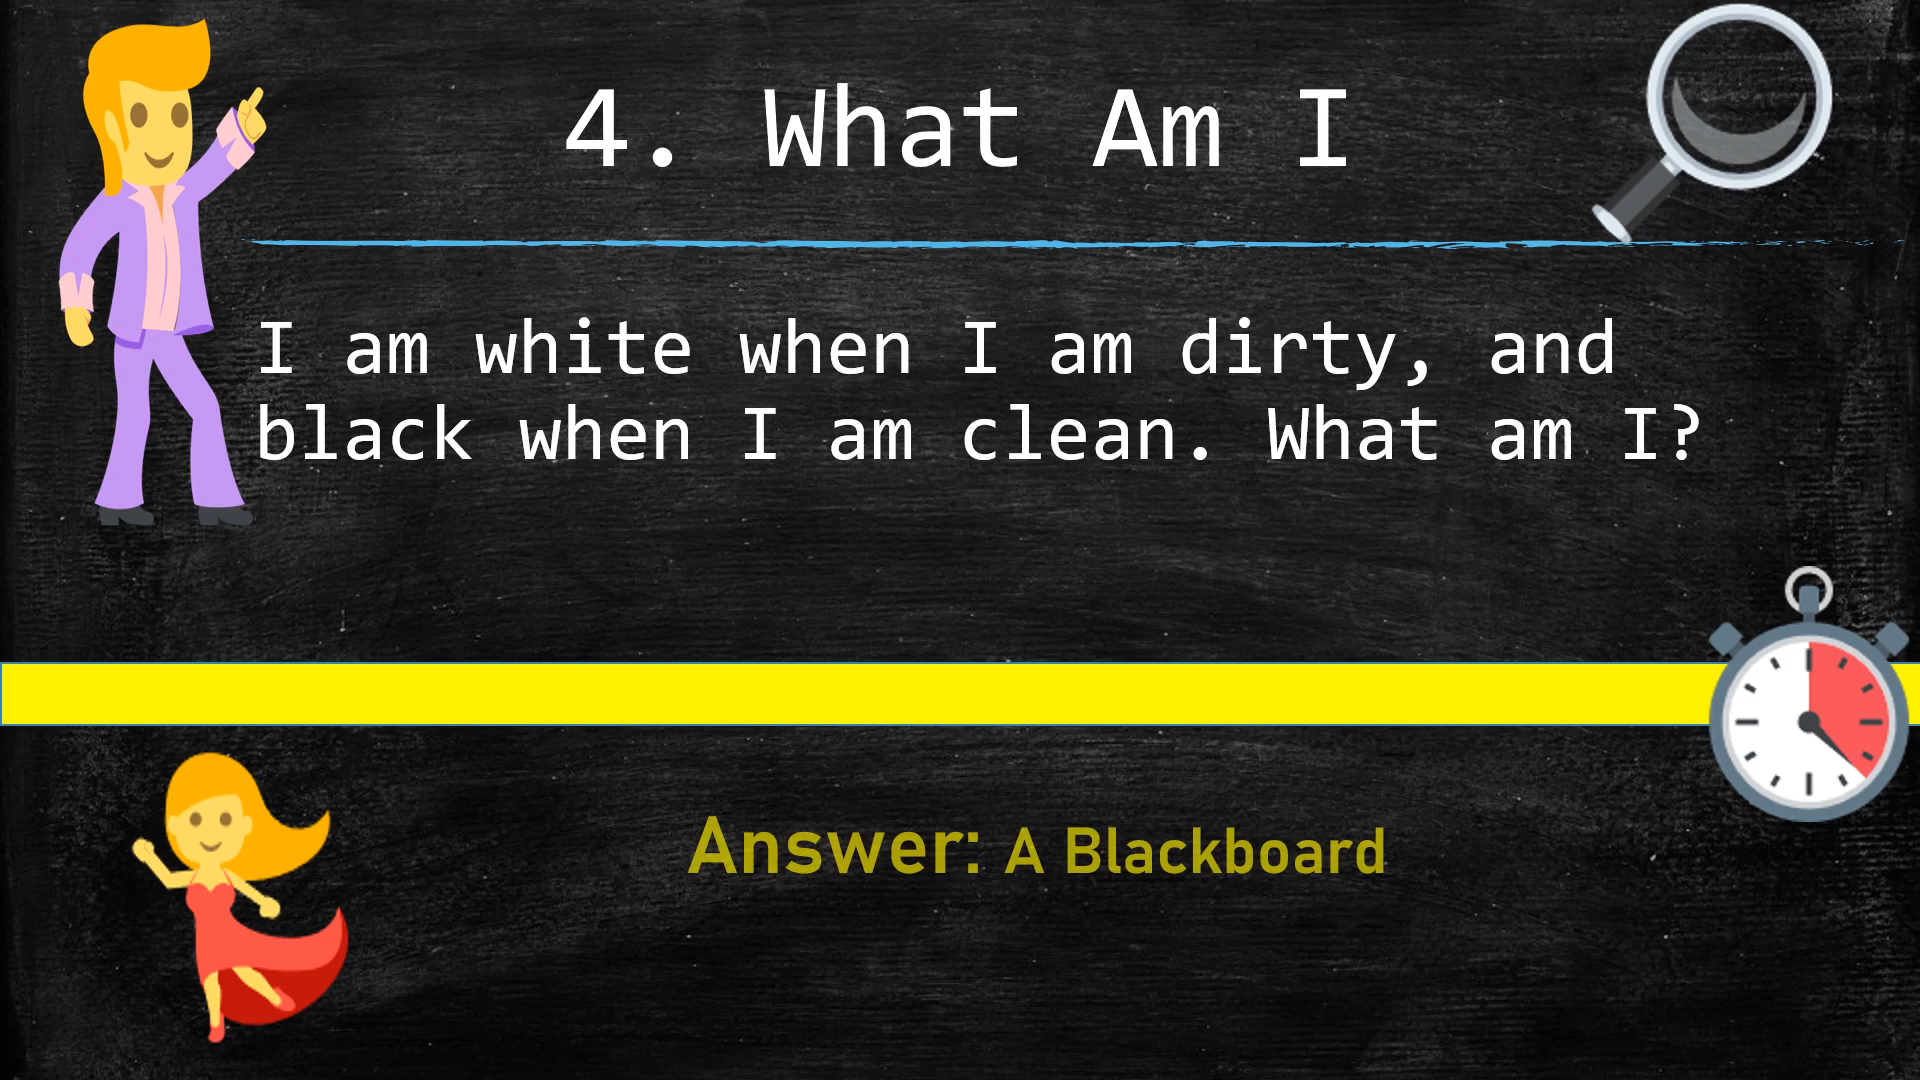 4. What Am I
I am white when I am dirty, and
black when I am clean. What am I?
Answer: A Blackboard